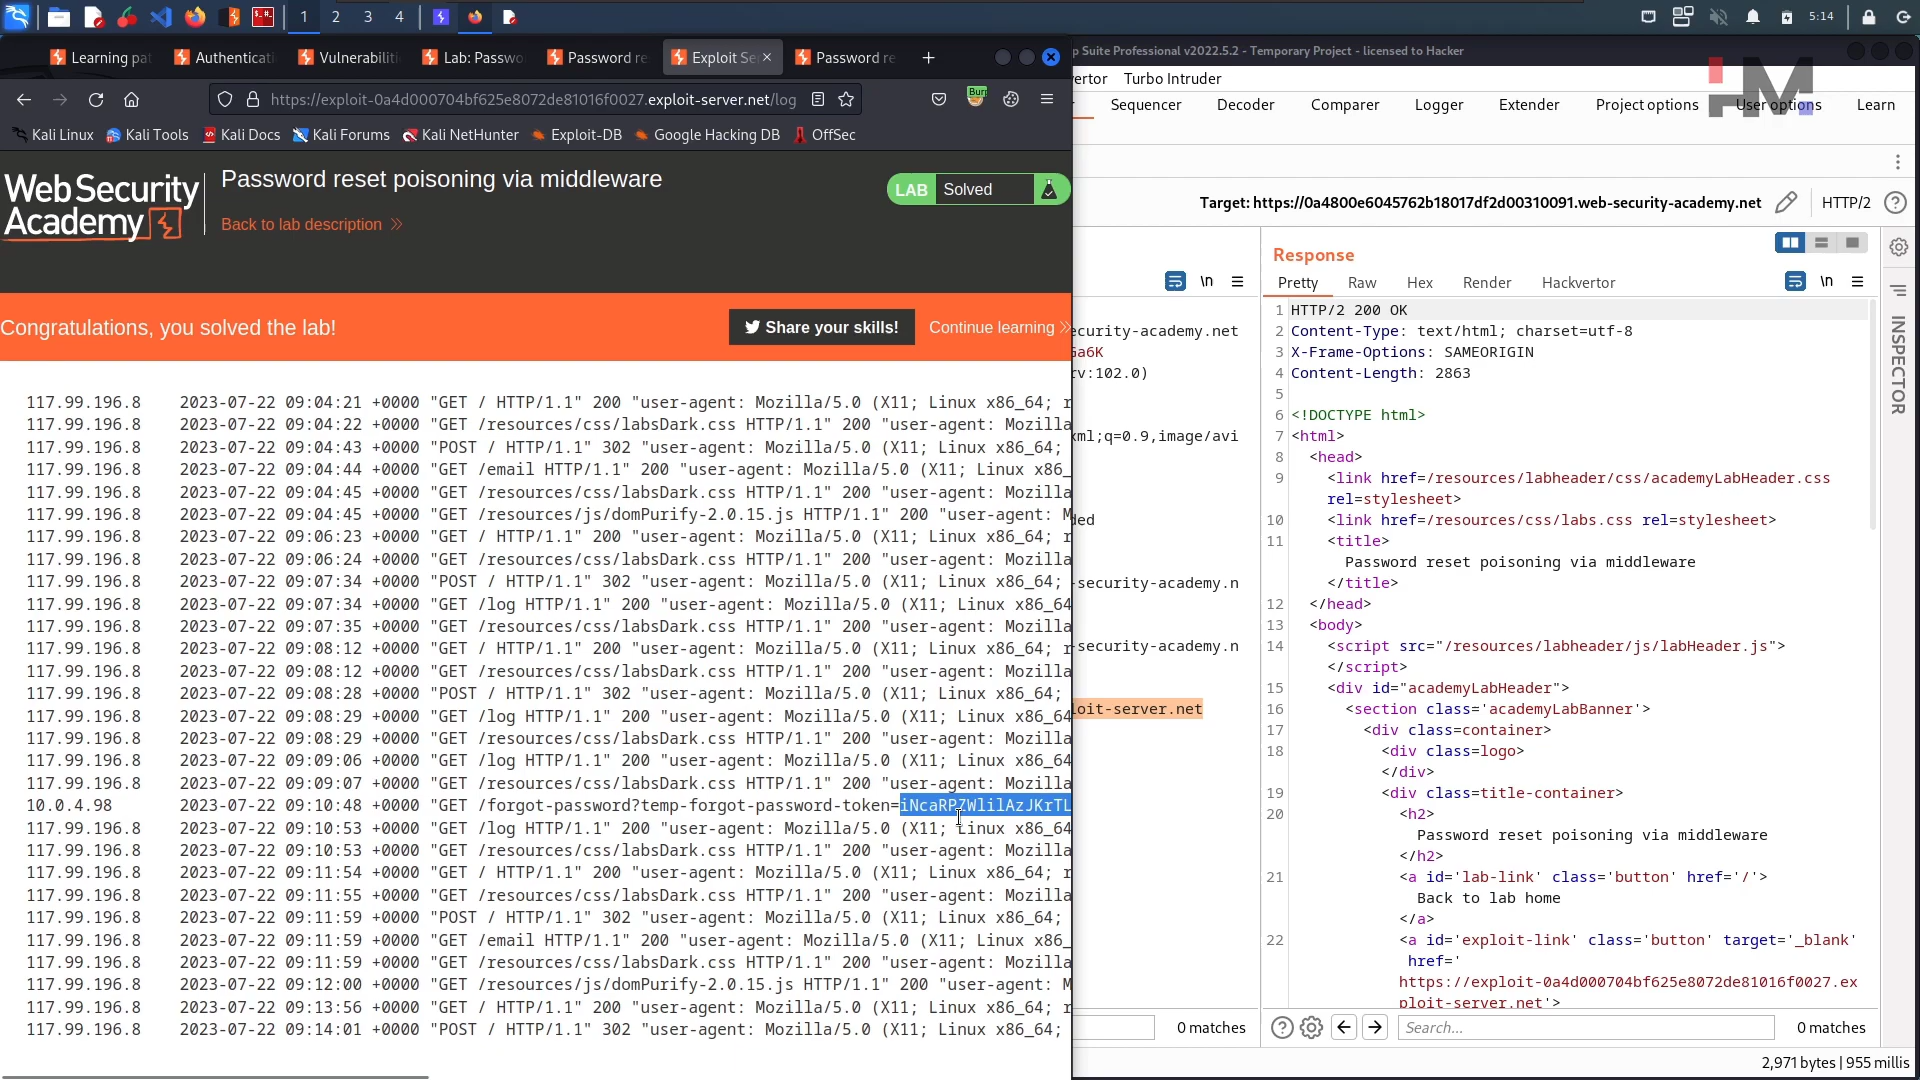 1 2 3 4
5:14
Learning pat
Authenticati
Vulnerabiliti
Lab: Passwo
Password re
Exploit Se
Password re
p Suite Professional v2022.5.2 - Temporary Project - licensed to Hacker
https://exploit-0a4d000704bf625e8072de81016f0027.exploit-server.net/log
Burp
Kali Linux
Kali Tools
Kali Docs
Kali Forums
Kali NetHunter
Exploit-DB
Google Hacking DB
OffSec
vertor Turbo Intruder
Sequencer Decoder Comparer Logger Extender Project options User options Learn
HM
Web Security
Academy
Password reset poisoning via middleware
Back to lab description
LAB Solved
Congratulations, you solved the lab!
Share your skills!
Continue learning
117.99.196.8 2023-07-22 09:04:21 +0000 "GET / HTTP/1.1" 200 "user-agent: Mozilla/5.0 (X11; Linux x86_64; r
117.99.196.8 2023-07-22 09:04:22 +0000 "GET /resources/css/labsDark.css HTTP/1.1" 200 "user-agent: Mozilla
117.99.196.8 2023-07-22 09:04:43 +0000 "POST / HTTP/1.1" 302 "user-agent: Mozilla/5.0 (X11; Linux x86_64;
117.99.196.8 2023-07-22 09:04:44 +0000 "GET /email HTTP/1.1" 200 "user-agent: Mozilla/5.0 (X11; Linux x86_
117.99.196.8 2023-07-22 09:04:45 +0000 "GET /resources/css/labsDark.css HTTP/1.1" 200 "user-agent: Mozilla
117.99.196.8 2023-07-22 09:04:45 +0000 "GET /resources/js/domPurify-2.0.15.js HTTP/1.1" 200 "user-agent: M
117.99.196.8 2023-07-22 09:06:23 +0000 "GET / HTTP/1.1" 200 "user-agent: Mozilla/5.0 (X11; Linux x86_64; r
117.99.196.8 2023-07-22 09:06:24 +0000 "GET /resources/css/labsDark.css HTTP/1.1" 200 "user-agent: Mozilla
117.99.196.8 2023-07-22 09:07:34 +0000 "POST / HTTP/1.1" 302 "user-agent: Mozilla/5.0 (X11; Linux x86_64;
117.99.196.8 2023-07-22 09:07:34 +0000 "GET /log HTTP/1.1" 200 "user-agent: Mozilla/5.0 (X11; Linux x86_64
117.99.196.8 2023-07-22 09:07:35 +0000 "GET /resources/css/labsDark.css HTTP/1.1" 200 "user-agent: Mozilla
117.99.196.8 2023-07-22 09:08:12 +0000 "GET / HTTP/1.1" 200 "user-agent: Mozilla/5.0 (X11; Linux x86_64; r
117.99.196.8 2023-07-22 09:08:12 +0000 "GET /resources/css/labsDark.css HTTP/1.1" 200 "user-agent: Mozilla
117.99.196.8 2023-07-22 09:08:28 +0000 "POST / HTTP/1.1" 302 "user-agent: Mozilla/5.0 (X11; Linux x86_64;
117.99.196.8 2023-07-22 09:08:29 +0000 "GET /log HTTP/1.1" 200 "user-agent: Mozilla/5.0 (X11; Linux x86_64
117.99.196.8 2023-07-22 09:08:29 +0000 "GET /resources/css/labsDark.css HTTP/1.1" 200 "user-agent: Mozilla
117.99.196.8 2023-07-22 09:09:06 +0000 "GET /log HTTP/1.1" 200 "user-agent: Mozilla/5.0 (X11; Linux x86_64
117.99.196.8 2023-07-22 09:09:07 +0000 "GET /resources/css/labsDark.css HTTP/1.1" 200 "user-agent: Mozilla
10.0.4.98 2023-07-22 09:10:48 +0000 "GET /forgot-password?temp-forgot-password-token=iNcaRPZWlilAzJKrTL
117.99.196.8 2023-07-22 09:10:53 +0000 "GET /log HTTP/1.1" 200 "user-agent: Mozilla/5.0 (X11; Linux x86_64
117.99.196.8 2023-07-22 09:10:53 +0000 "GET /resources/css/labsDark.css HTTP/1.1" 200 "user-agent: Mozilla
117.99.196.8 2023-07-22 09:11:54 +0000 "GET / HTTP/1.1" 200 "user-agent: Mozilla/5.0 (X11; Linux x86_64; r
117.99.196.8 2023-07-22 09:11:55 +0000 "GET /resources/css/labsDark.css HTTP/1.1" 200 "user-agent: Mozilla
117.99.196.8 2023-07-22 09:11:59 +0000 "POST / HTTP/1.1" 302 "user-agent: Mozilla/5.0 (X11; Linux x86_64;
117.99.196.8 2023-07-22 09:11:59 +0000 "GET /email HTTP/1.1" 200 "user-agent: Mozilla/5.0 (X11; Linux x86_
117.99.196.8 2023-07-22 09:11:59 +0000 "GET /resources/css/labsDark.css HTTP/1.1" 200 "user-agent: Mozilla
117.99.196.8 2023-07-22 09:12:00 +0000 "GET /resources/js/domPurify-2.0.15.js HTTP/1.1" 200 "user-agent: M
117.99.196.8 2023-07-22 09:13:56 +0000 "GET / HTTP/1.1" 200 "user-agent: Mozilla/5.0 (X11; Linux x86_64; r
117.99.196.8 2023-07-22 09:14:01 +0000 "POST / HTTP/1.1" 302 "user-agent: Mozilla/5.0 (X11; Linux x86_64;
Target: https://0a4800e6045762b18017df2d00310091.web-security-academy.net
HTTP/2
\n
ecurity-academy.net
Ga6K
rv:102.0)
xml;q=0.9,image/avi
ded
-security-academy.n
-security-academy.n
loit-server.net
0 matches
Response
Pretty Raw Hex Render Hackvertor
\n
1 HTTP/2 200 OK
2 Content-Type: text/html; charset=utf-8
3 X-Frame-Options: SAMEORIGIN
4 Content-Length: 2863
5
6 <!DOCTYPE html>
7 <html>
8 <head>
9 <link href=/resources/labheader/css/academyLabHeader.css
rel=stylesheet>
10 <link href=/resources/css/labs.css rel=stylesheet>
11 <title>
Password reset poisoning via middleware
</title>
12 </head>
13 <body>
14 <script src="/resources/labheader/js/labHeader.js">
</script>
15 <div id="academyLabHeader">
16 <section class='academyLabBanner'>
17 <div class=container>
18 <div class=logo>
</div>
19 <div class=title-container>
20 <h2>
Password reset poisoning via middleware
</h2>
21 <a id='lab-link' class='button' href='/'>
Back to lab home
</a>
22 <a id='exploit-link' class='button' target='_blank'
href='
https://exploit-0a4d000704bf625e8072de81016f0027.ex
ploit-server.net'>
Search...
0 matches
INSPECTOR
2,971 bytes | 955 millis